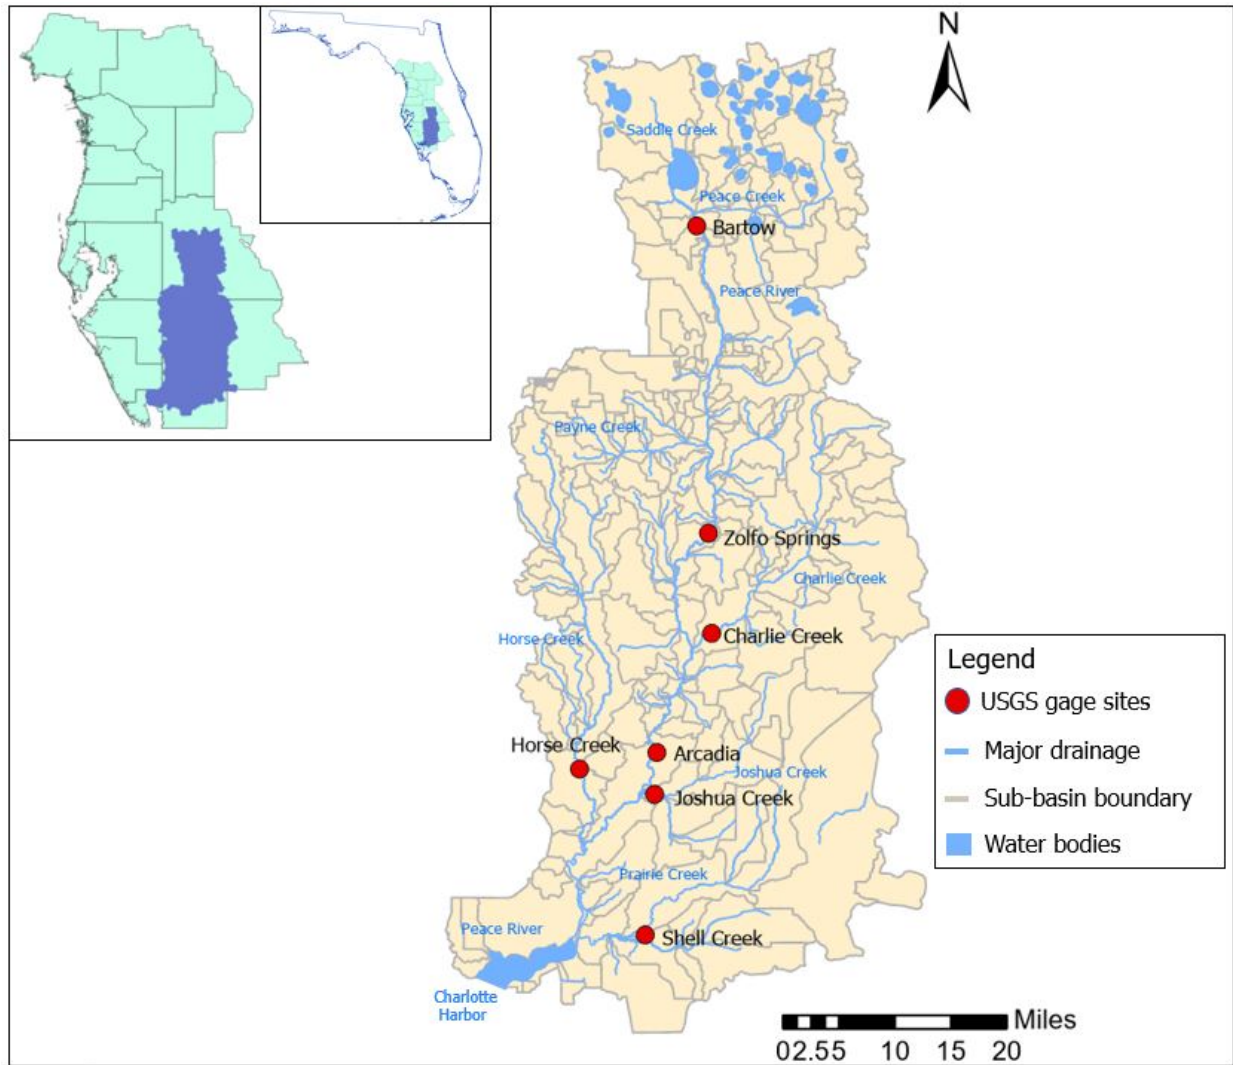 N
Saddle Creek
Peace Creek
Bartow
Peace River
Payne Creek
Zolfo Springs
Charlie Creek
Horse Creek
Charlie Creek
Legend
USGS gage sites
Major drainage
Sub-basin boundary
Water bodies
Horse Creek
Arcadia
Joshua Creek
Joshua Creek
Prairie Creek
Peace River
Shell Creek
Charlotte
Harbor
Miles
02.55 10 15 20